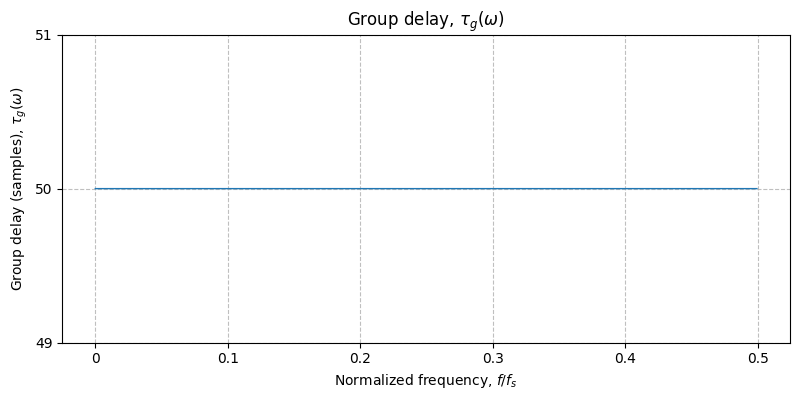 Group delay, τg(ω)
Group delay (samples), τg(ω)
51
50
49
0 0.1 0.2 0.3 0.4 0.5
Normalized frequency, f/fs